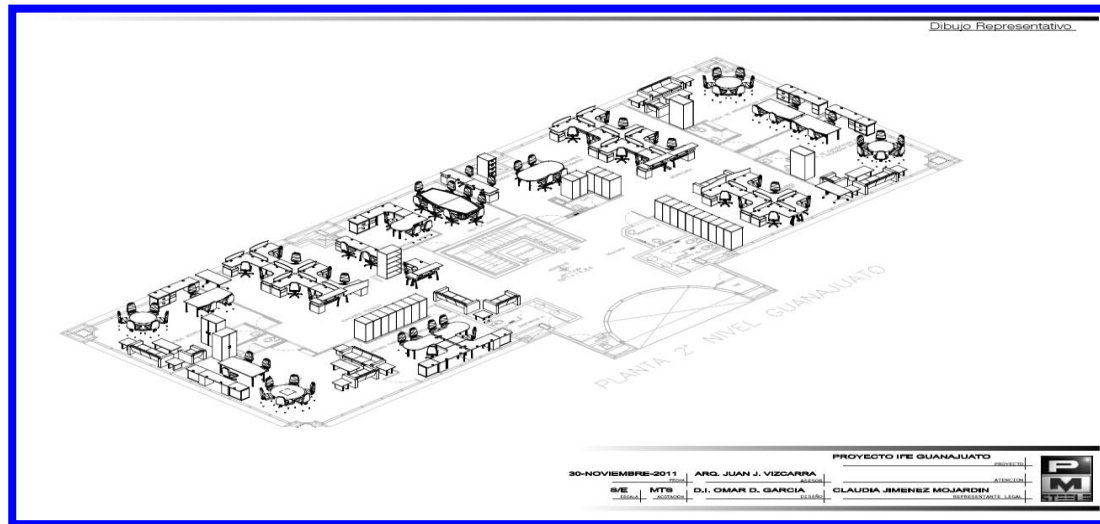 Dibujo Representativo
PLANTA 2° NIVEL GUANAJUATO
PROYECTO IFE GUANAJUATO
PROYECTO
30-NOVIEMBRE-2011 ARQ. JUAN J. VIZCARRA
FECHA ASESOR ATENCION
S/E MTS D.I. OMAR D. GARCIA CLAUDIA JIMENEZ MOJARDIN
ESCALA ACOTACION DISEÑO REPRESENTANTE LEGAL
PM
STEELE